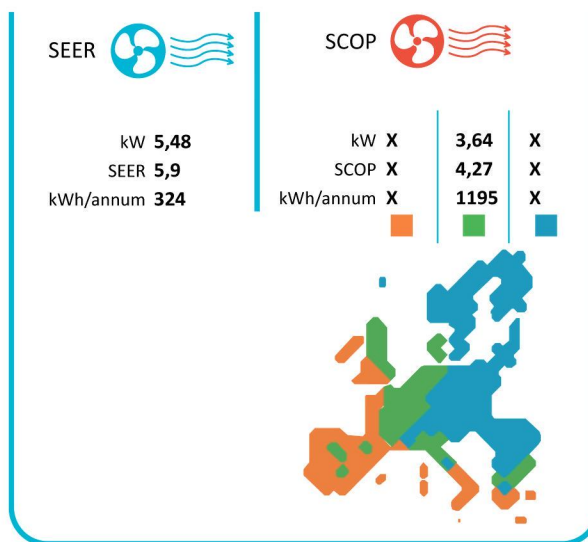 SEER
SCOP
kW 5,48
SEER 5,9
kWh/annum 324
kW X 3,64 X
SCOP X 4,27 X
kWh/annum X 1195 X